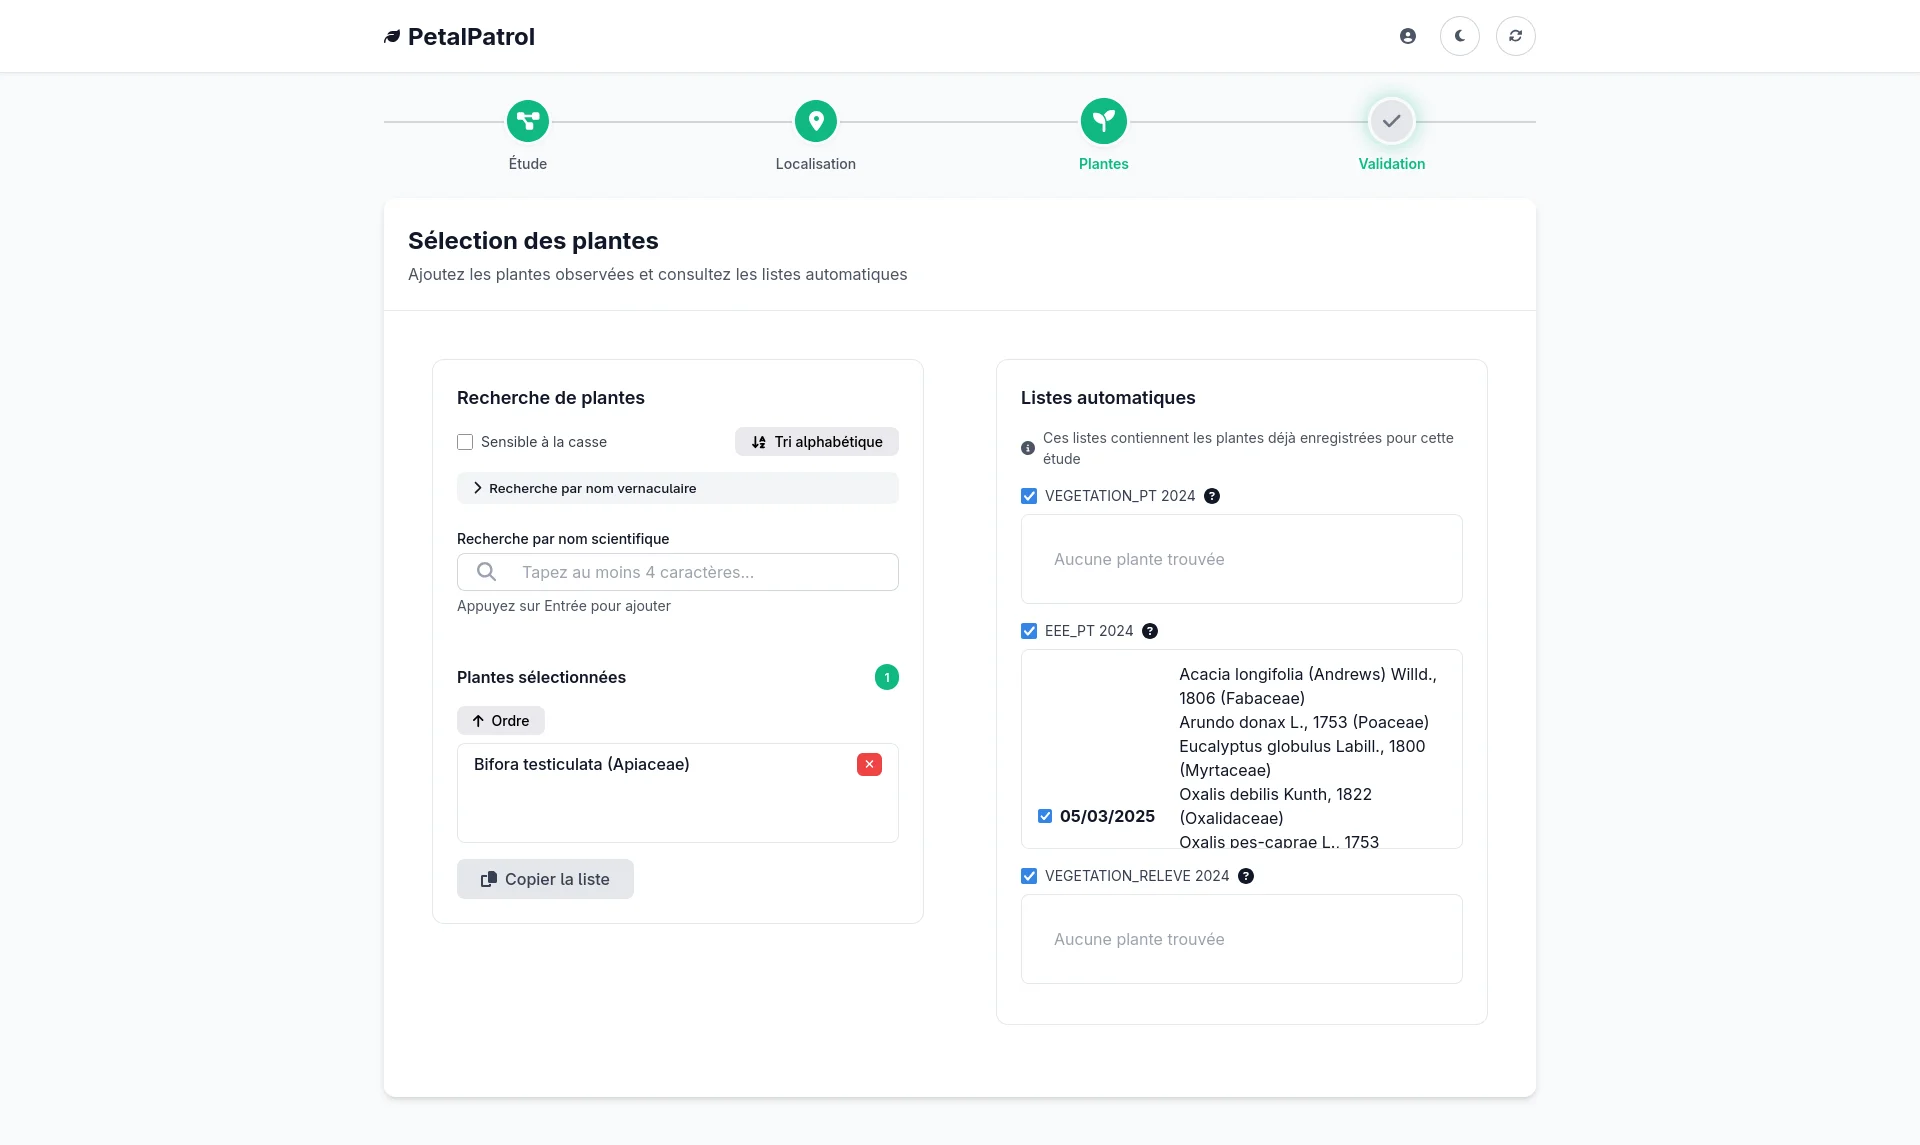 PetalPatrol
Étude
Localisation
Plantes
Validation
Sélection des plantes
Ajoutez les plantes observées et consultez les listes automatiques
Recherche de plantes
Sensible à la casse
Tri alphabétique
Recherche par nom vernaculaire
Recherche par nom scientifique
Tapez au moins 4 caractères...
Appuyez sur Entrée pour ajouter
Plantes sélectionnées
1
Ordre
Bifora testiculata (Apiaceae)
Copier la liste
Listes automatiques
Ces listes contiennent les plantes déjà enregistrées pour cette
étude
VEGETATION_PT 2024
Aucune plante trouvée
EEE_PT 2024
05/03/2025
Acacia longifolia (Andrews) Willd.,
1806 (Fabaceae)
Arundo donax L., 1753 (Poaceae)
Eucalyptus globulus Labill., 1800
(Myrtaceae)
Oxalis debilis Kunth, 1822
(Oxalidaceae)
Oxalis pes-caprae L., 1753
VEGETATION_RELEVE 2024
Aucune plante trouvée